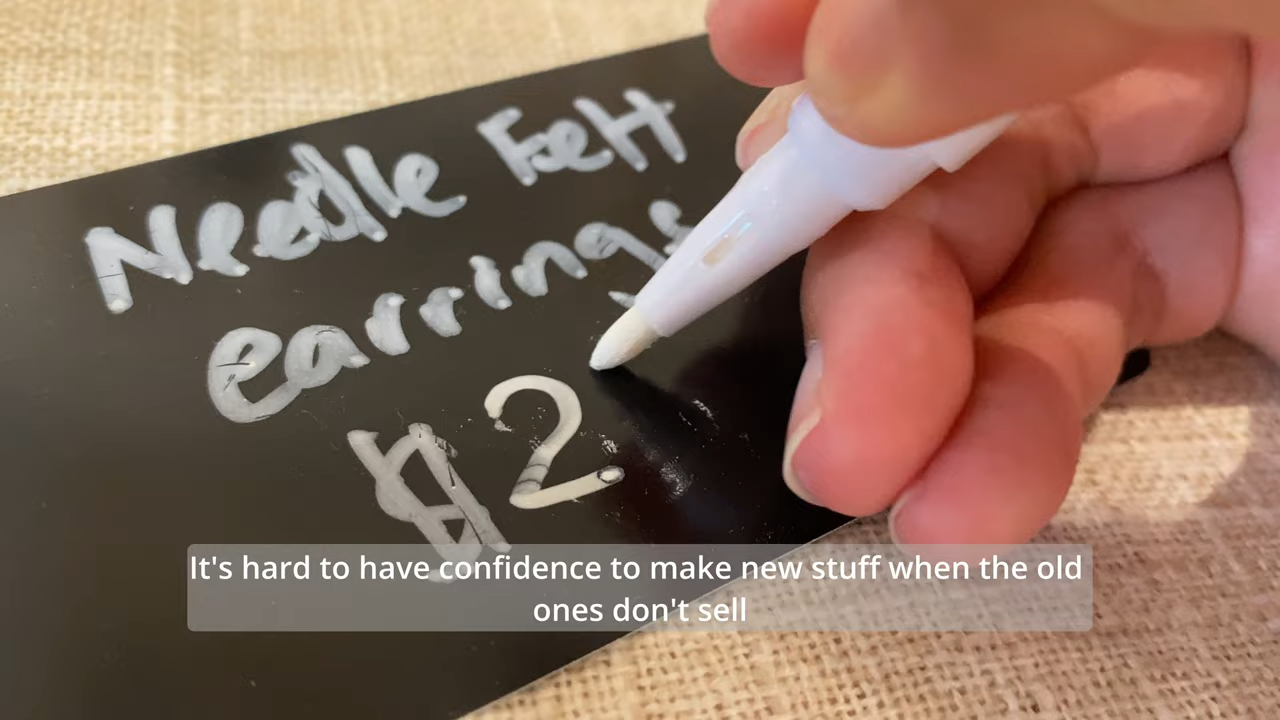 Needle Felt
earrings
$2
It's hard to have confidence to make new stuff when the old
ones don't sell